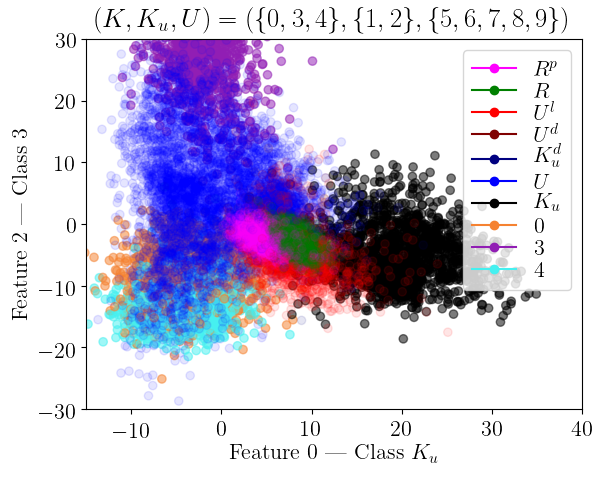 (K, K_u, U) = ({0, 3, 4}, {1, 2}, {5, 6, 7, 8, 9})
30
20
10
0
−10
−20
−30
Feature 2 — Class 3
R^p
R
U^l
U^d
K_u^d
U
K_u
0
3
4
−10
0
10
20
30
40
Feature 0 — Class K_u